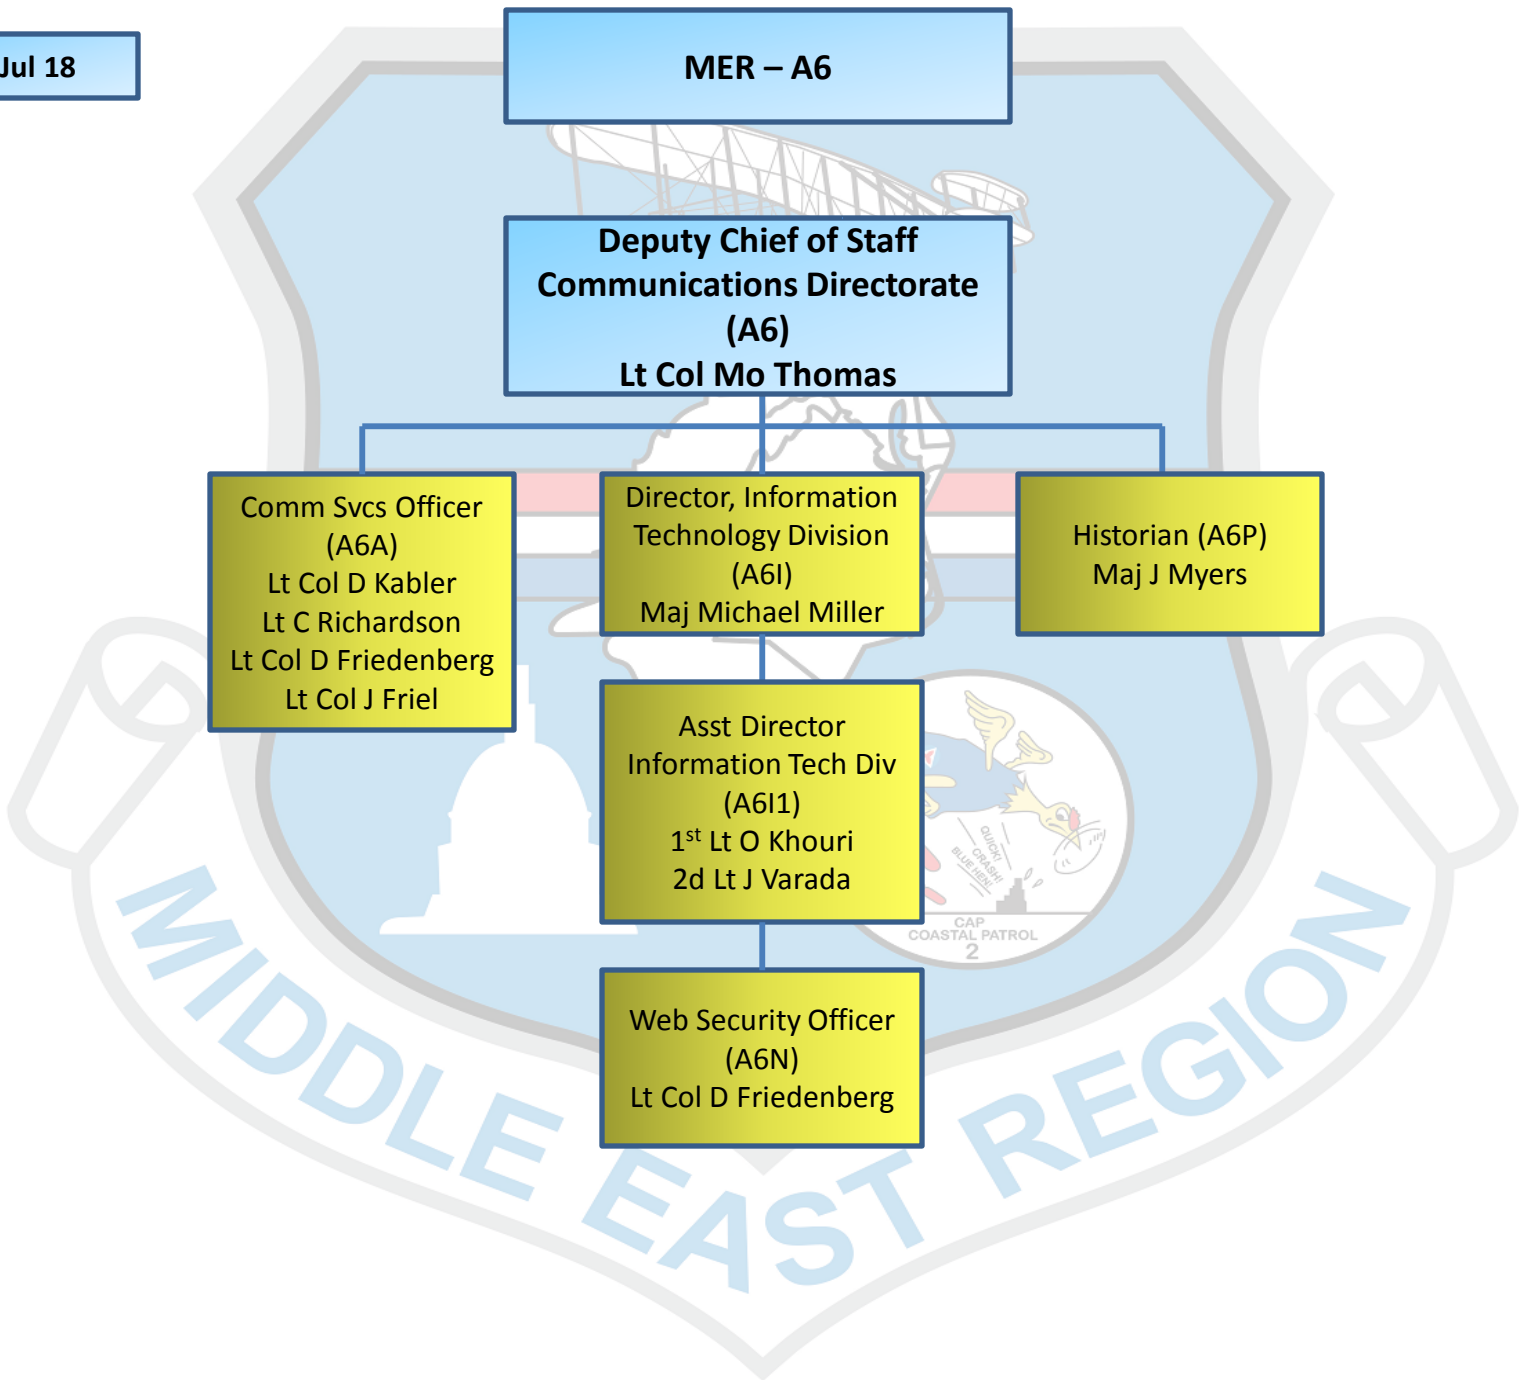 Jul 18
MER – A6
Deputy Chief of Staff
Communications Directorate
(A6)
Lt Col Mo Thomas
Comm Svcs Officer
(A6A)
Lt Col D Kabler
Lt C Richardson
Lt Col D Friedenberg
Lt Col J Friel
Director, Information
Technology Division
(A6I)
Maj Michael Miller
Historian (A6P)
Maj J Myers
Asst Director
Information Tech Div
(A6I1)
1st Lt O Khouri
2d Lt J Varada
Web Security Officer
(A6N)
Lt Col D Friedenberg
QUICK!
CRASH!
BLUE HEN!
CAP
COASTAL PATROL
2
MIDDLE EAST REGION